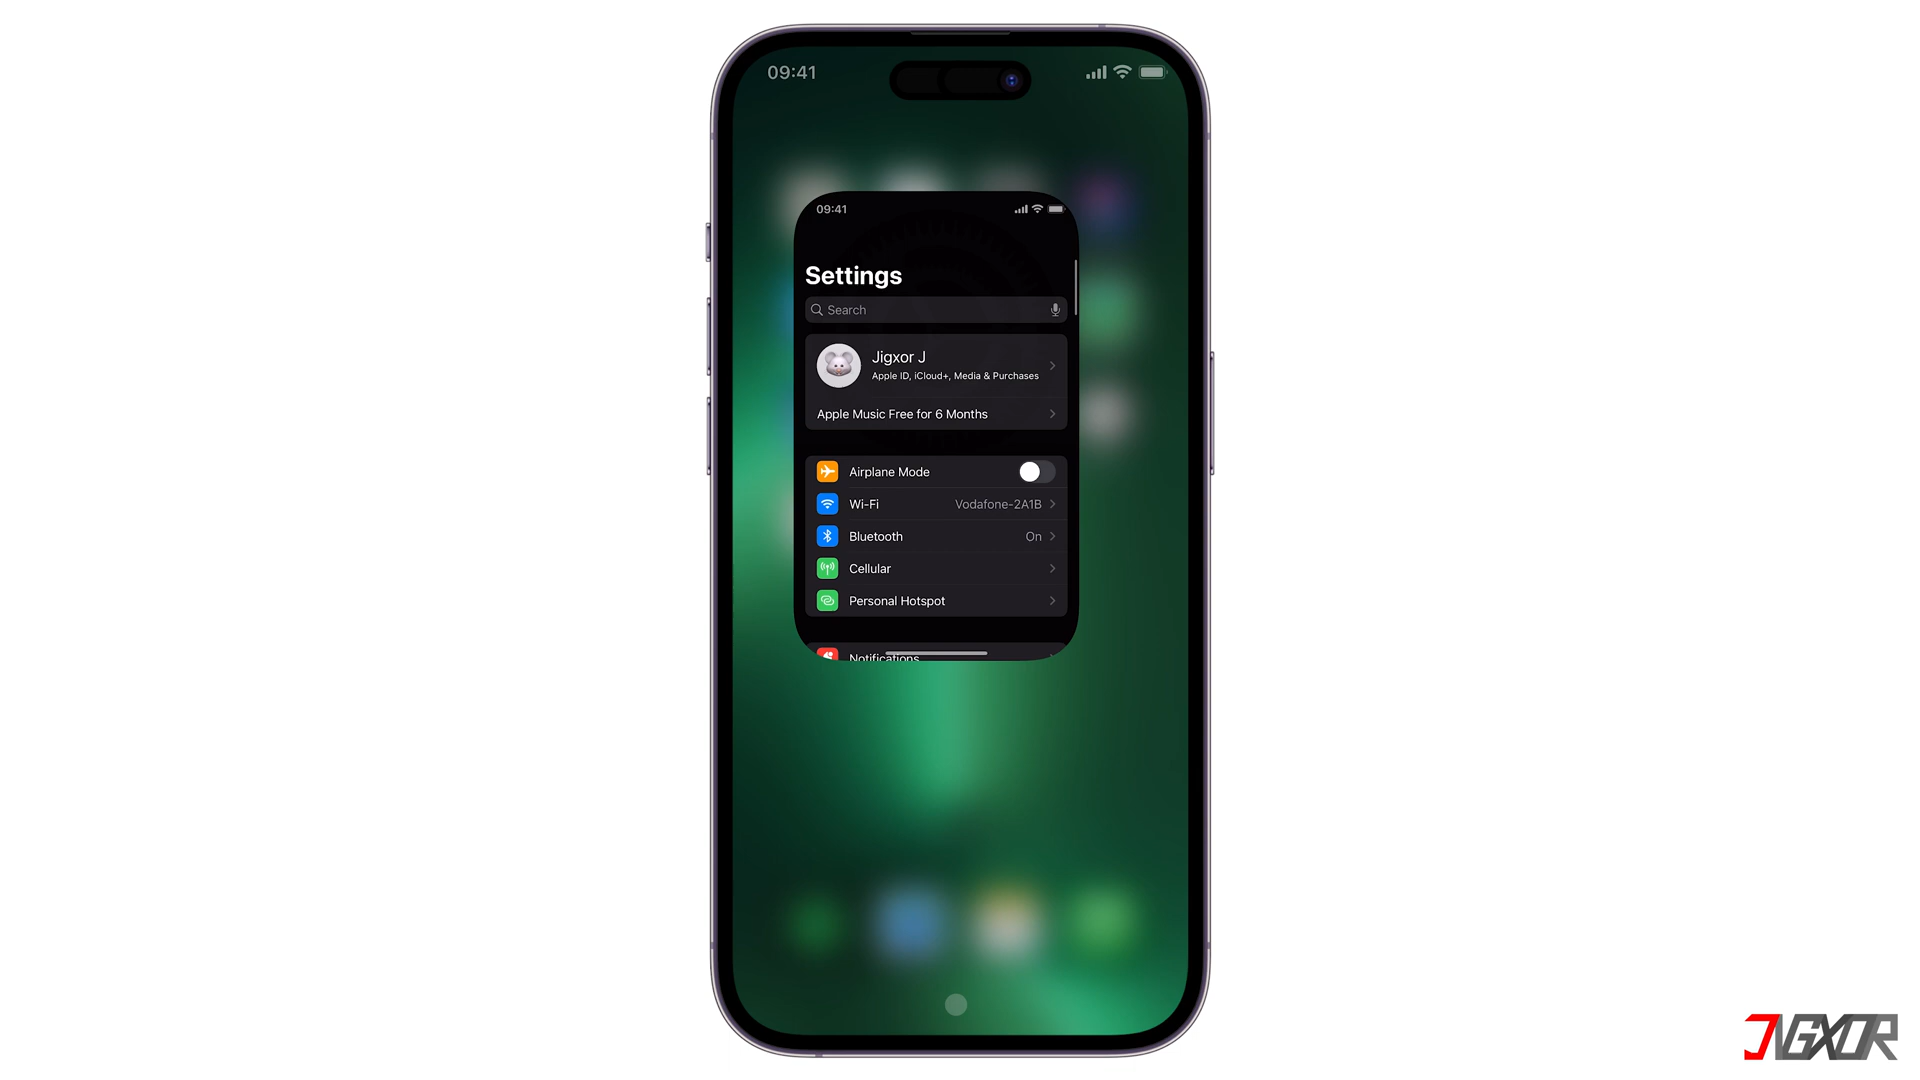 09:41
09:41
Settings
Search
Jigxor J
Apple ID, iCloud+, Media & Purchases
Apple Music Free for 6 Months
Airplane Mode
Wi-Fi Vodafone-2A1B
Bluetooth On
Cellular
Personal Hotspot
Notifications
JIGXOR